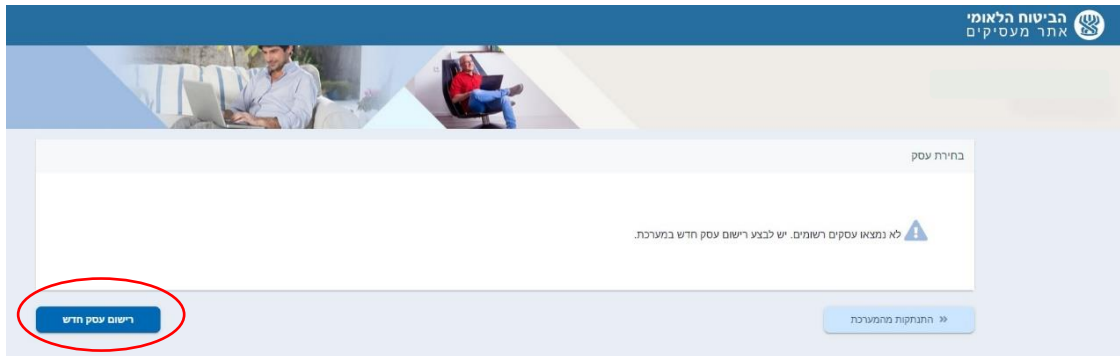 הביטוח הלאומי
אתר מעסיקים
בחירת עסק
לא נמצאו עסקים רשומים. יש לבצע רישום עסק חדש במערכת.
התנתקות מהמערכת »
רישום עסק חדש